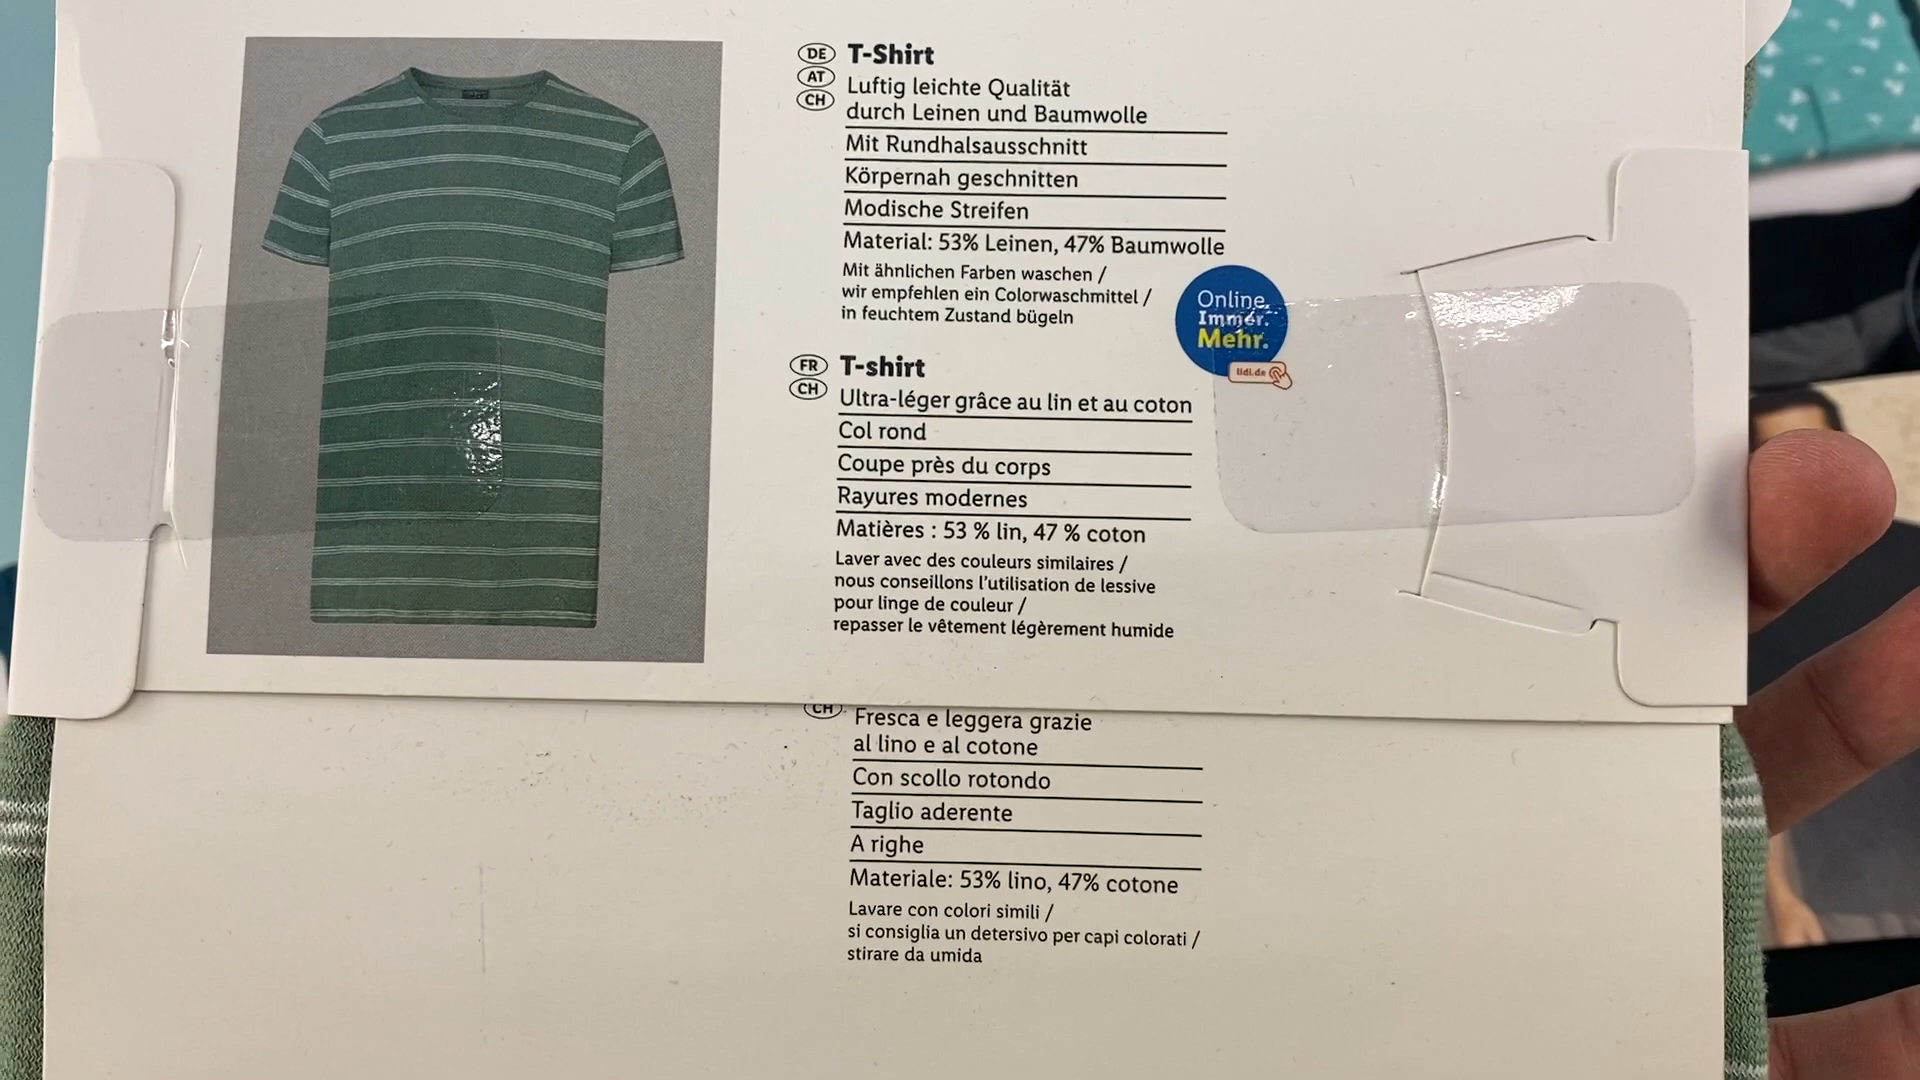 DE
AT
CH
T-Shirt
Luftig leichte Qualität
durch Leinen und Baumwolle
Mit Rundhalsausschnitt
Körpernah geschnitten
Modische Streifen
Material: 53% Leinen, 47% Baumwolle
Mit ähnlichen Farben waschen /
wir empfehlen ein Colorwaschmittel /
in feuchtem Zustand bügeln
Online.
Immer.
Mehr.
lidl.de
FR
CH
T-shirt
Ultra-léger grâce au lin et au coton
Col rond
Coupe près du corps
Rayures modernes
Matières : 53 % lin, 47 % coton
Laver avec des couleurs similaires /
nous conseillons l'utilisation de lessive
pour linge de couleur /
repasser le vêtement légèrement humide
CH
Fresca e leggera grazie
al lino e al cotone
Con scollo rotondo
Taglio aderente
A righe
Materiale: 53% lino, 47% cotone
Lavare con colori simili /
si consiglia un detersivo per capi colorati /
stirare da umida